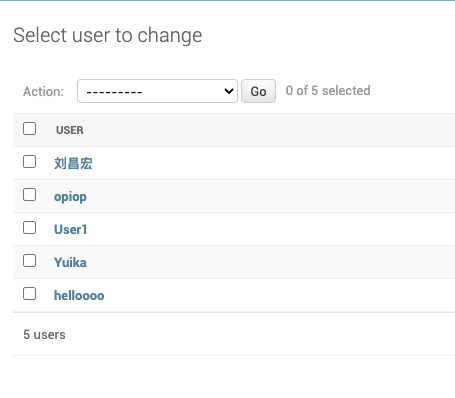 Select user to change
Action: --------- Go 0 of 5 selected
USER
刘昌宏
opiop
User1
Yuika
helloooo
5 users